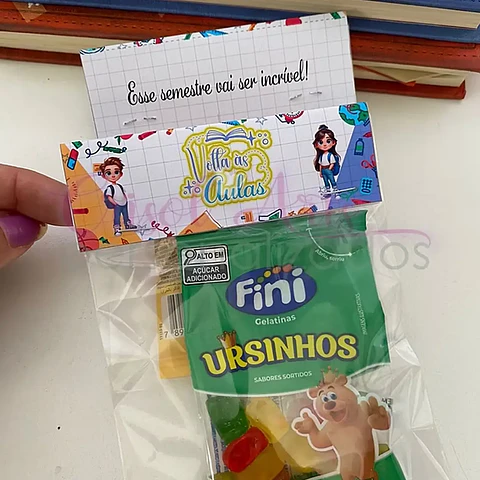 Esse semestre vai ser incrível!
Volta às
Aulas
ALTO EM
AÇÚCAR
ADICIONADO
Fini
Gelatinas
URSINHOS
SABORES SORTIDOS